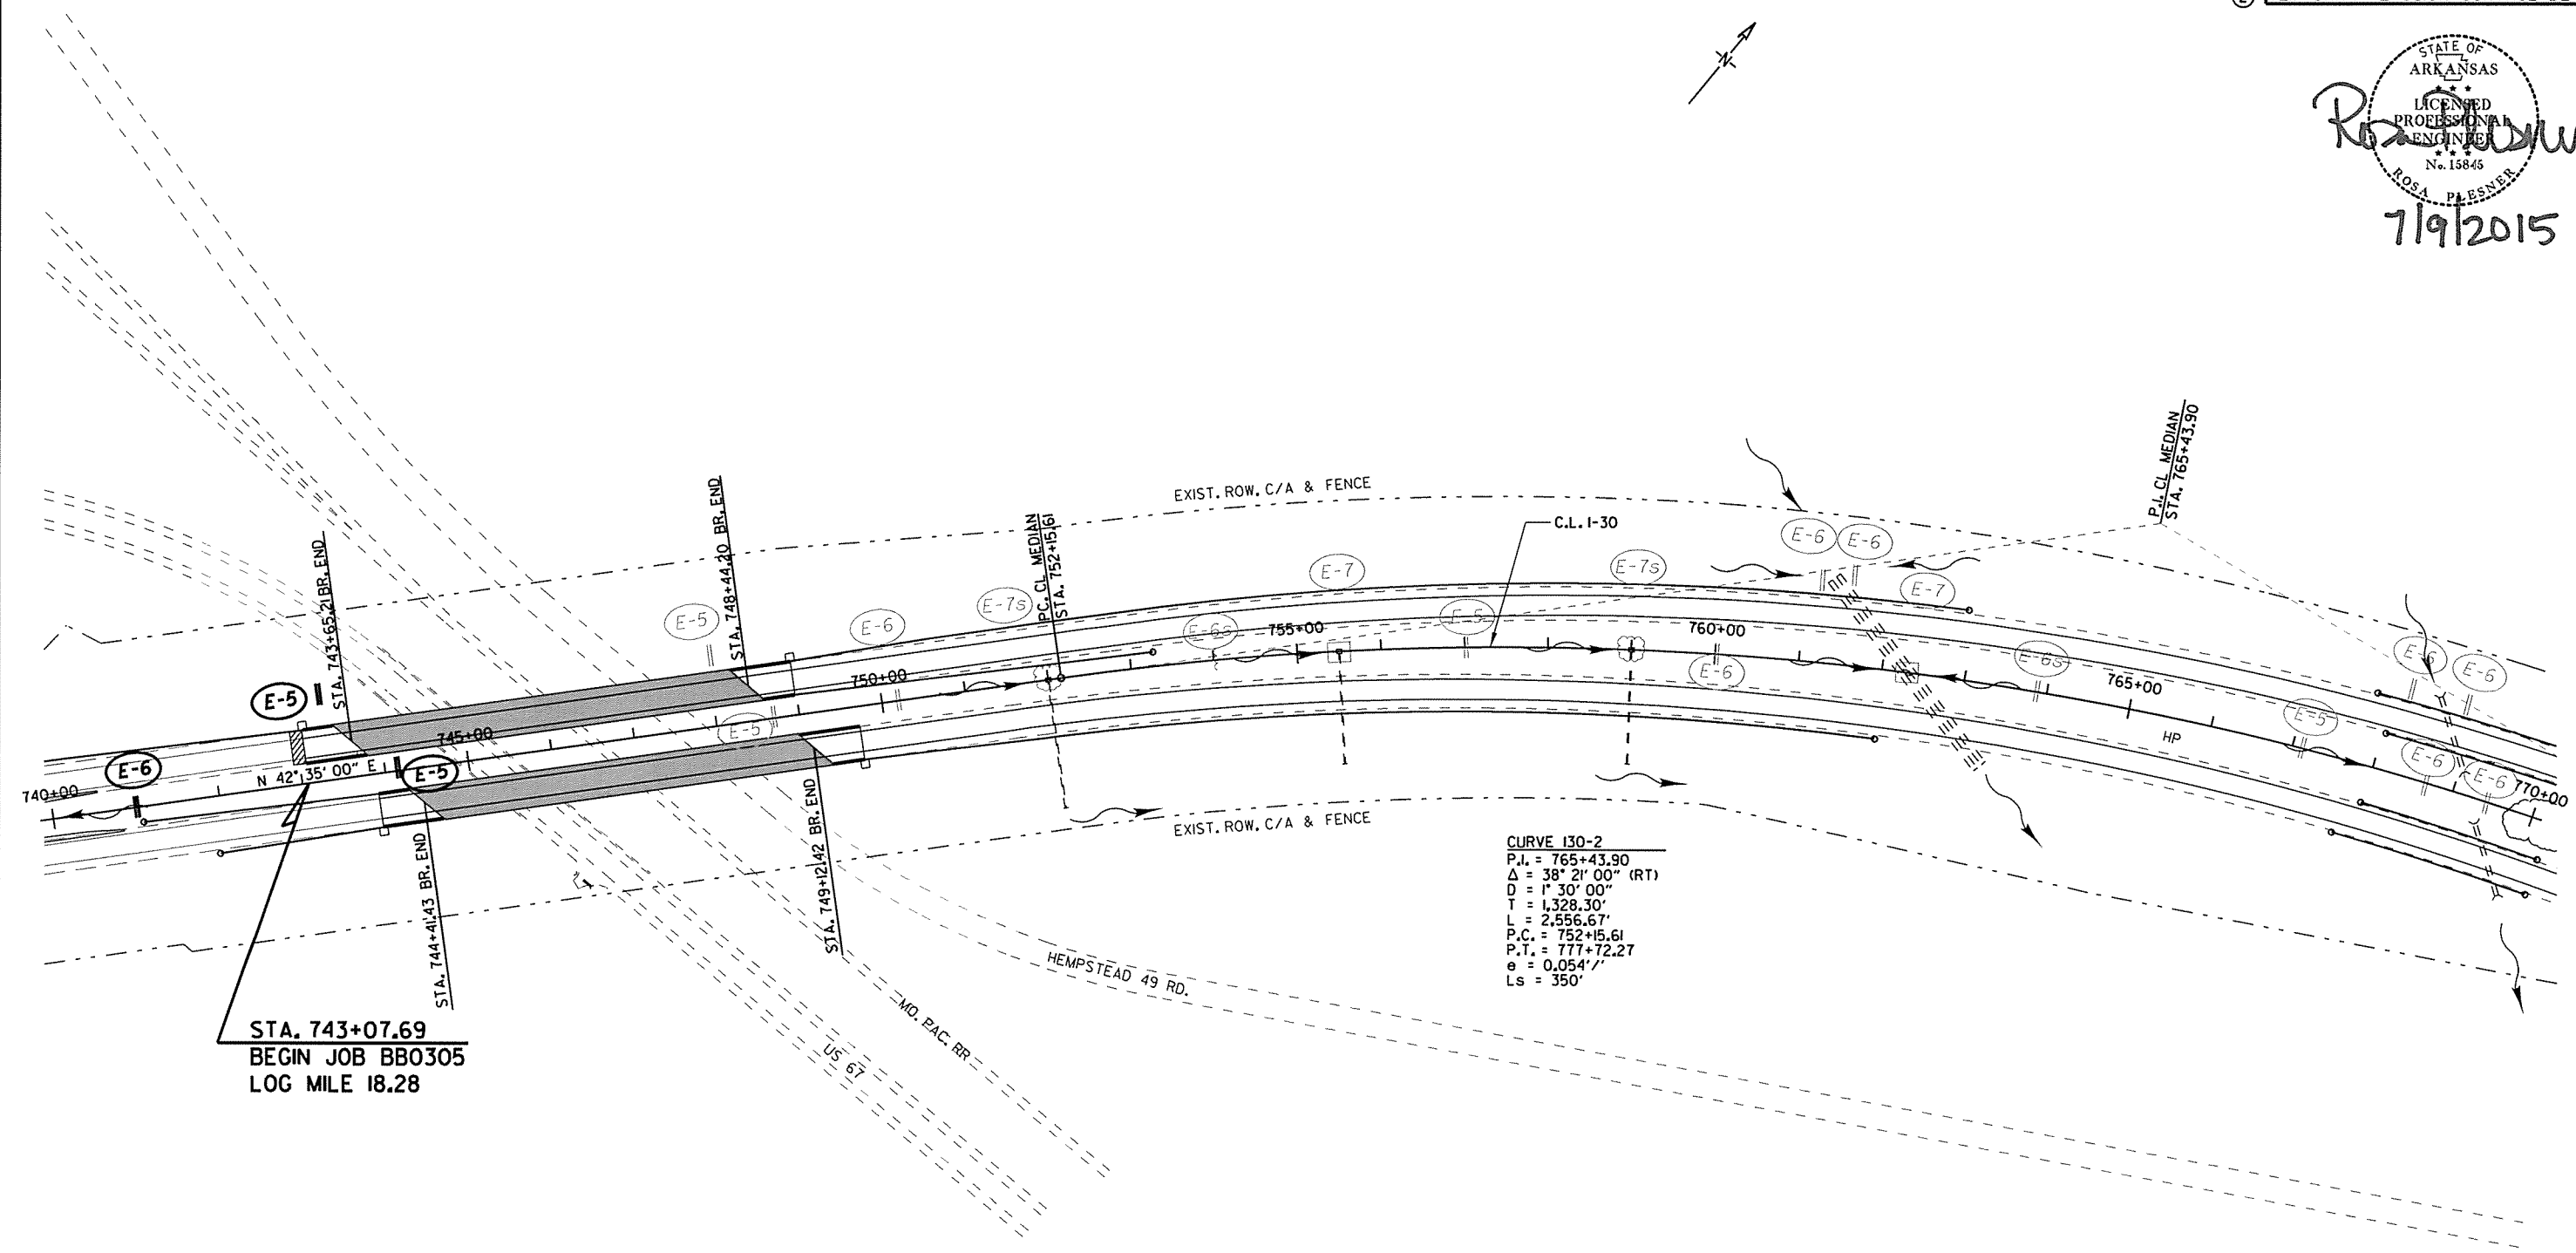 STATE OF
ARKANSAS
LICENSED
PROFESSIONAL
ENGINEER
No. 15845
ROSA PLESNER
7/9/2015
N
P.I. CL MEDIAN
STA. 765+43.90
EXIST. ROW. C/A & FENCE
C.L. I-30
STA. 743+65.21 BR. END
STA. 748+44.20 BR. END
PC. CL MEDIAN
STA. 752+15.61
E-6
E-6
E-7
E-7s
E-7
E-7s
E-5
E-6
E-6s
755+00
E-5
760+00
E-6
E-6s
765+00
E-6
E-6
E-5
750+00
E-5
745+00
HP
E-5
E-6
E-6
770+00
E-6
N 42° 35' 00" E
E-5
740+00
EXIST. ROW. C/A & FENCE
STA. 744+41.43 BR. END
STA. 749+12.42 BR. END
CURVE 130-2
P.I. = 765+43.90
Δ = 38° 21' 00" (RT)
D = 1° 30' 00"
T = 1,328.30'
L = 2,556.67'
P.C. = 752+15.61
P.T. = 777+72.27
e = 0.054'/'
Ls = 350'
HEMPSTEAD 49 RD.
MO. PAC. RR
US 67
STA. 743+07.69
BEGIN JOB BB0305
LOG MILE 18.28